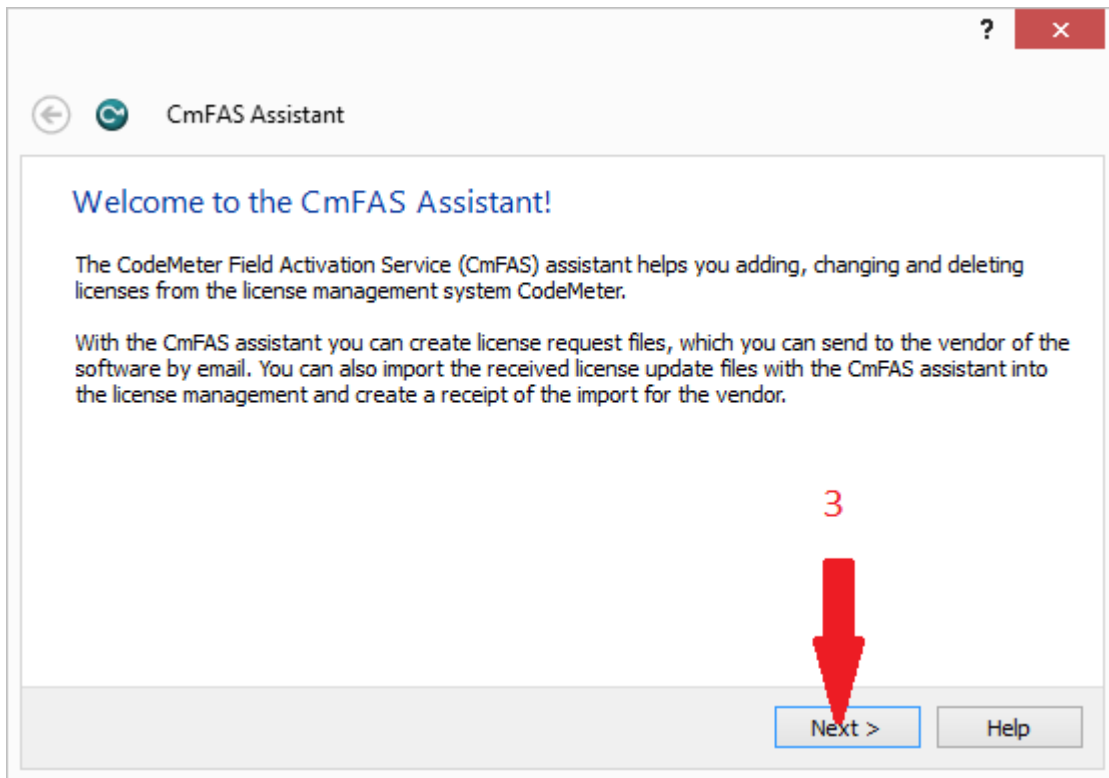 ?
CmFAS Assistant
Welcome to the CmFAS Assistant!
The CodeMeter Field Activation Service (CmFAS) assistant helps you adding, changing and deleting
licenses from the license management system CodeMeter.
With the CmFAS assistant you can create license request files, which you can send to the vendor of the
software by email. You can also import the received license update files with the CmFAS assistant into
the license management and create a receipt of the import for the vendor.
3
Next > Help